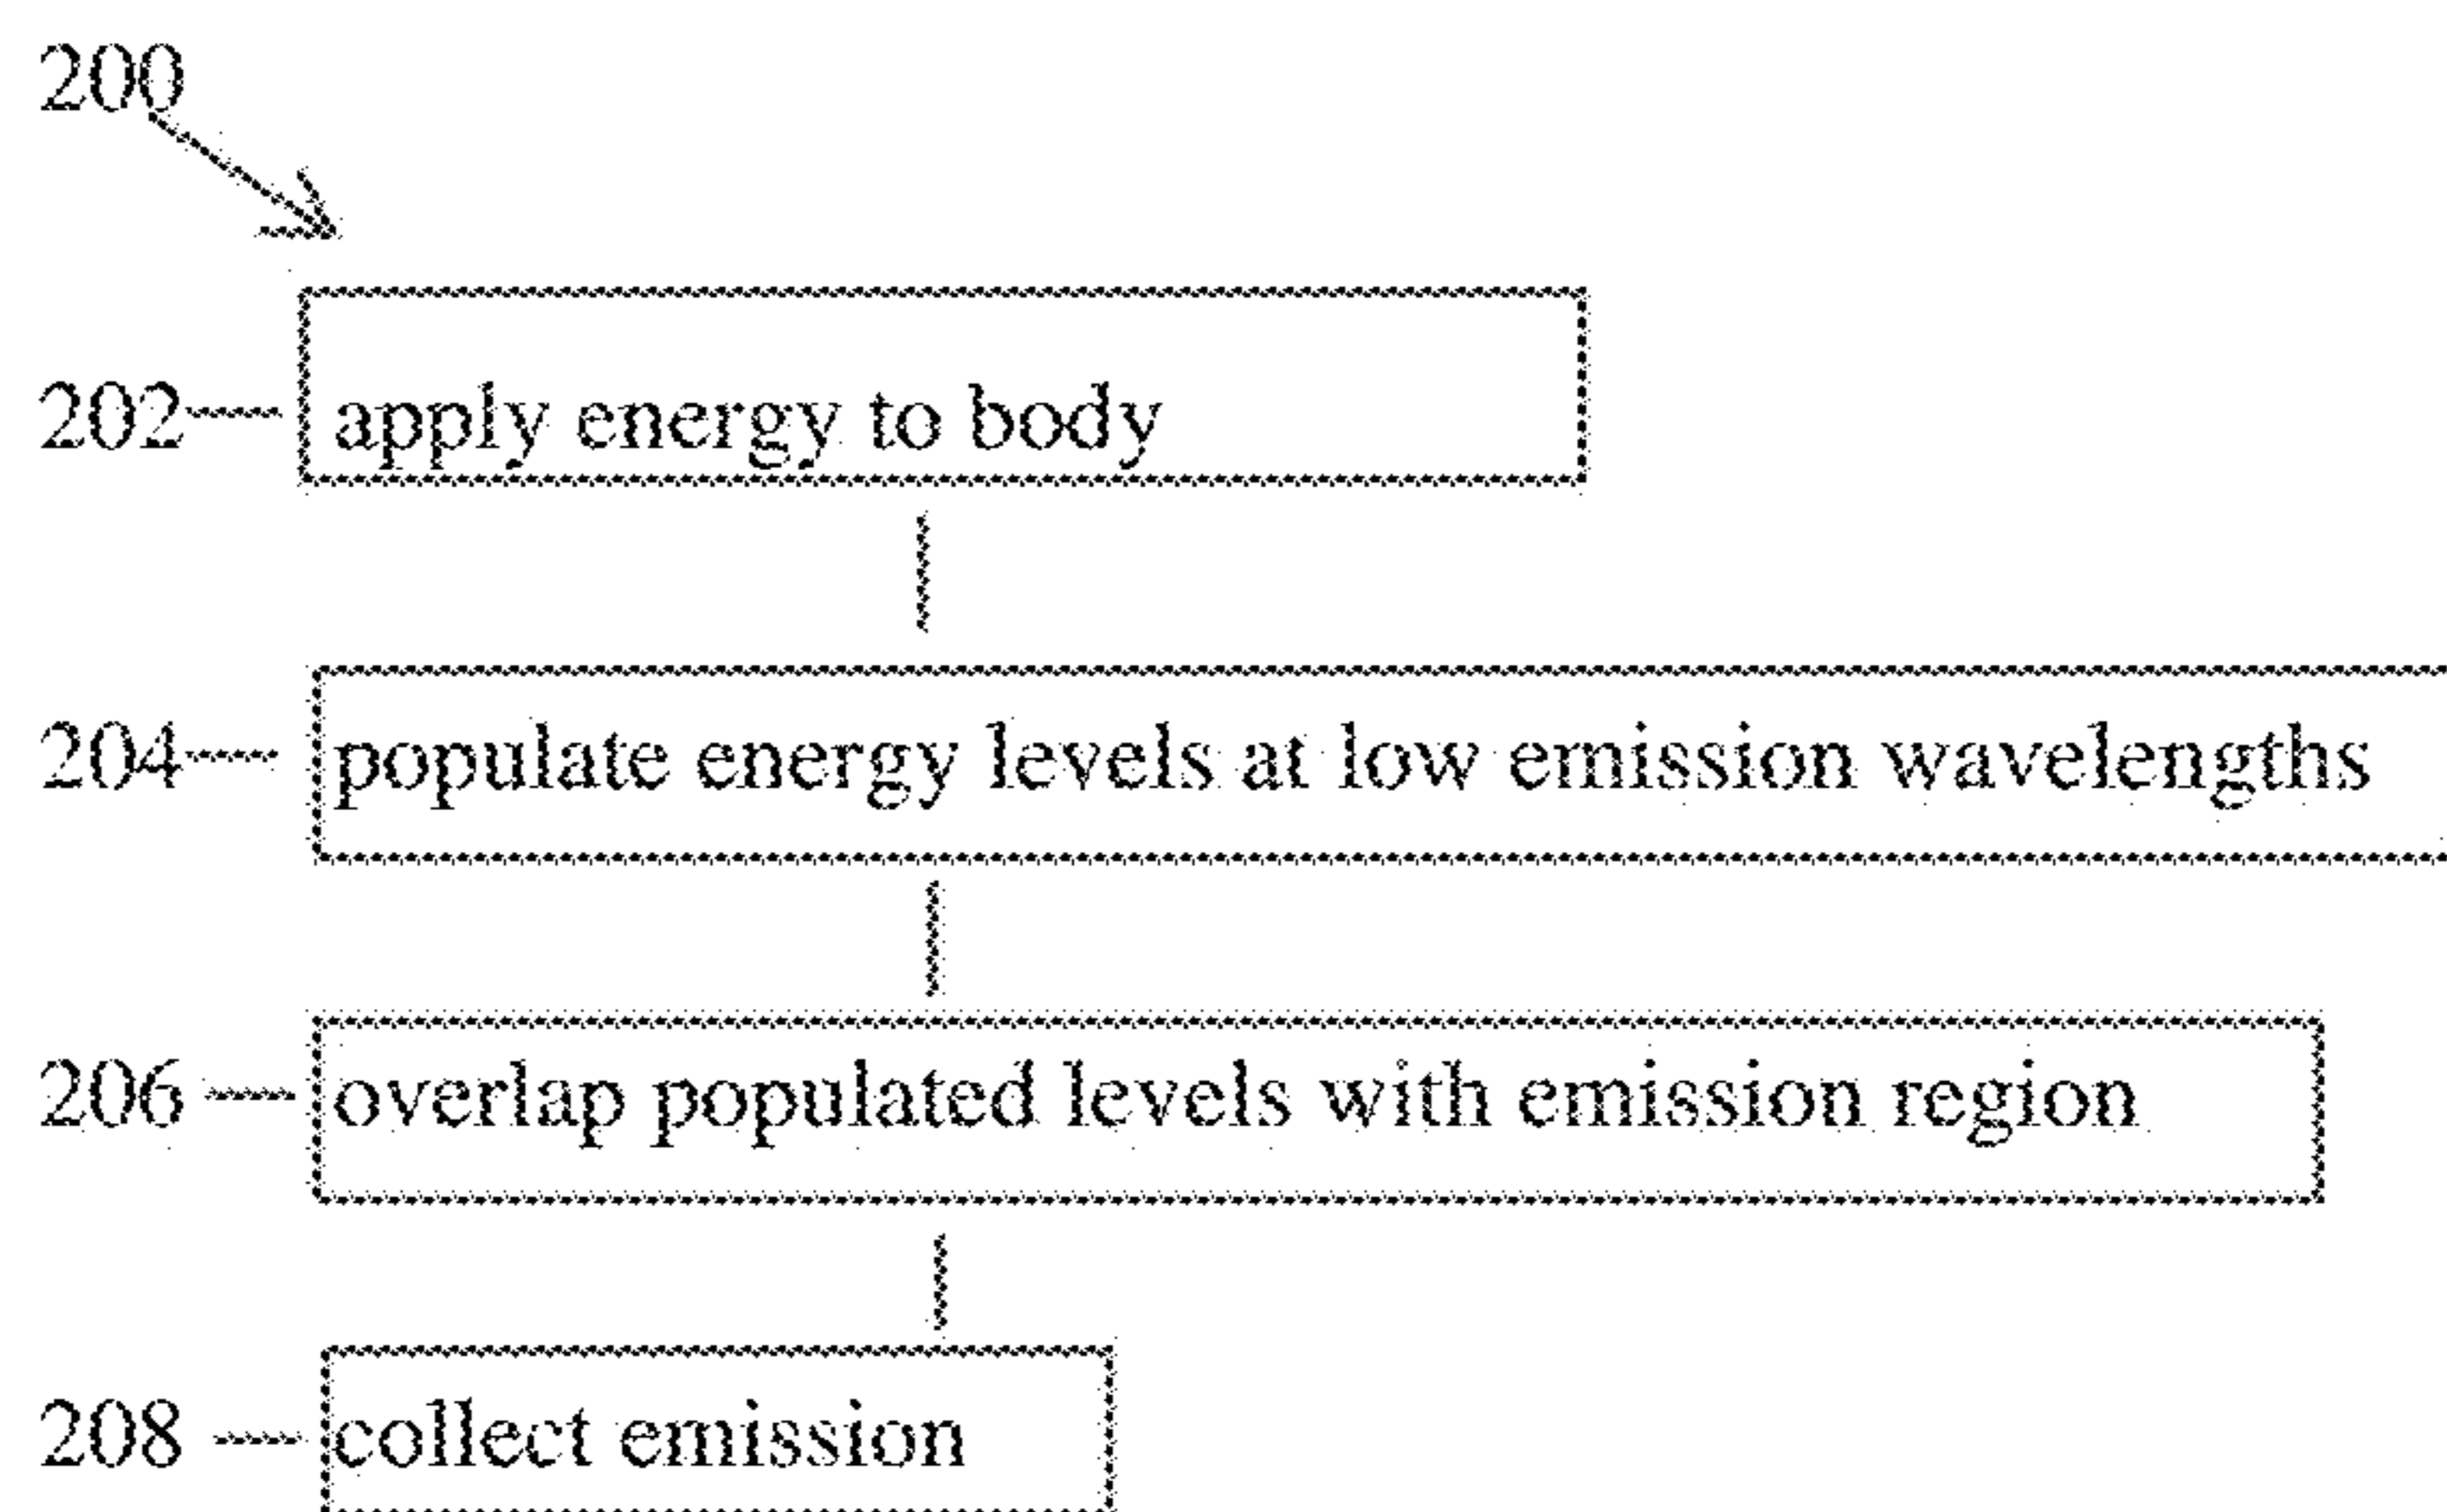 200
202 apply energy to body
204 populate energy levels at low emission wavelengths
206 overlap populated levels with emission region
208 collect emission